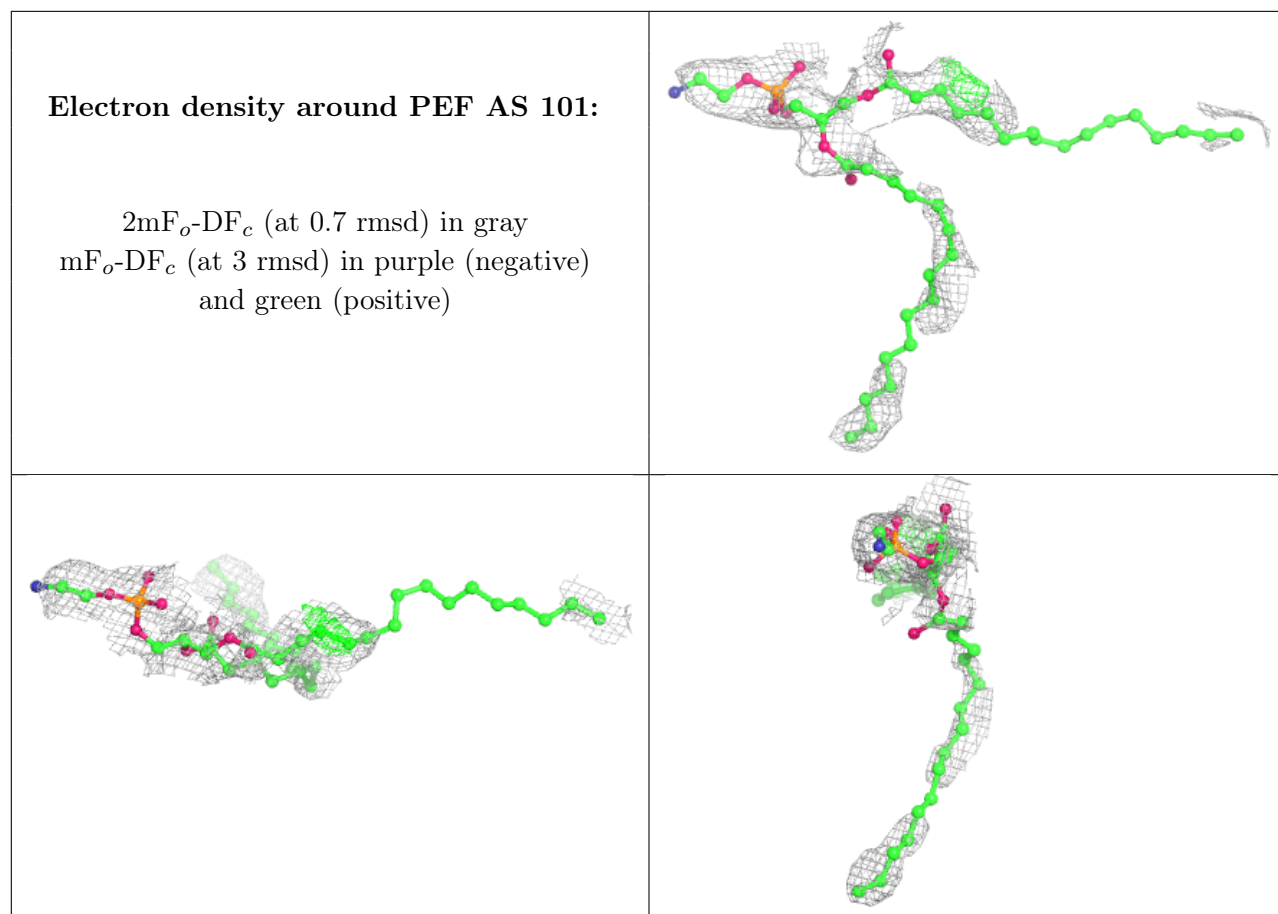 Electron density around PEF AS 101:
2mFo-DFc (at 0.7 rmsd) in gray
mFo-DFc (at 3 rmsd) in purple (negative)
and green (positive)